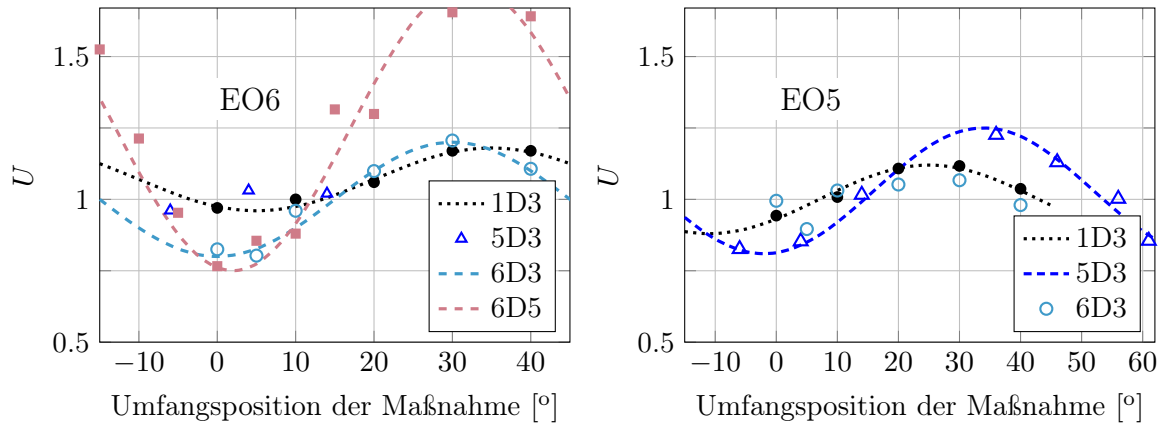 1.5
1
0.5
U
EO6
1D3
5D3
6D3
6D5
−10 0 10 20 30 40
Umfangsposition der Maßnahme [º]
1.5
1
0.5
U
EO5
1D3
5D3
6D3
−10 0 10 20 30 40 50 60
Umfangsposition der Maßnahme [º]